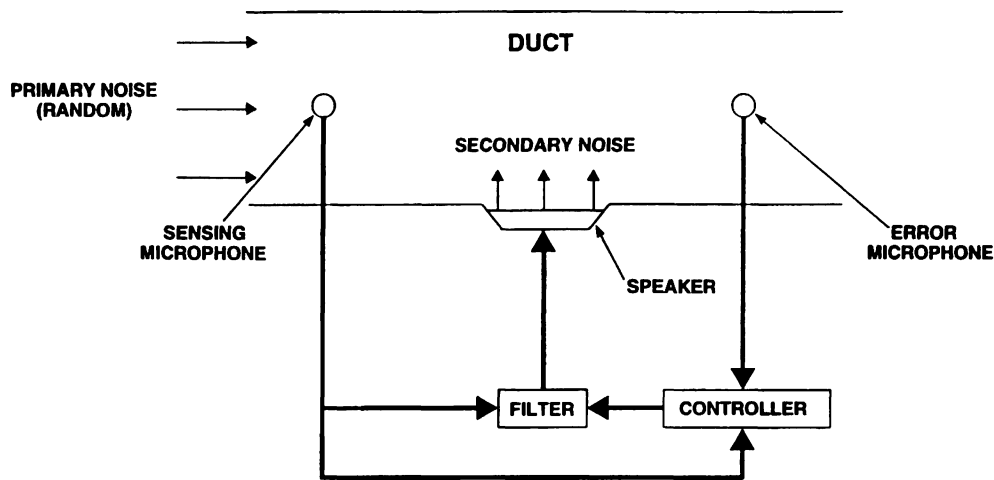 DUCT
PRIMARY NOISE
(RANDOM)
SECONDARY NOISE
SENSING
MICROPHONE
ERROR
MICROPHONE
SPEAKER
FILTER
CONTROLLER